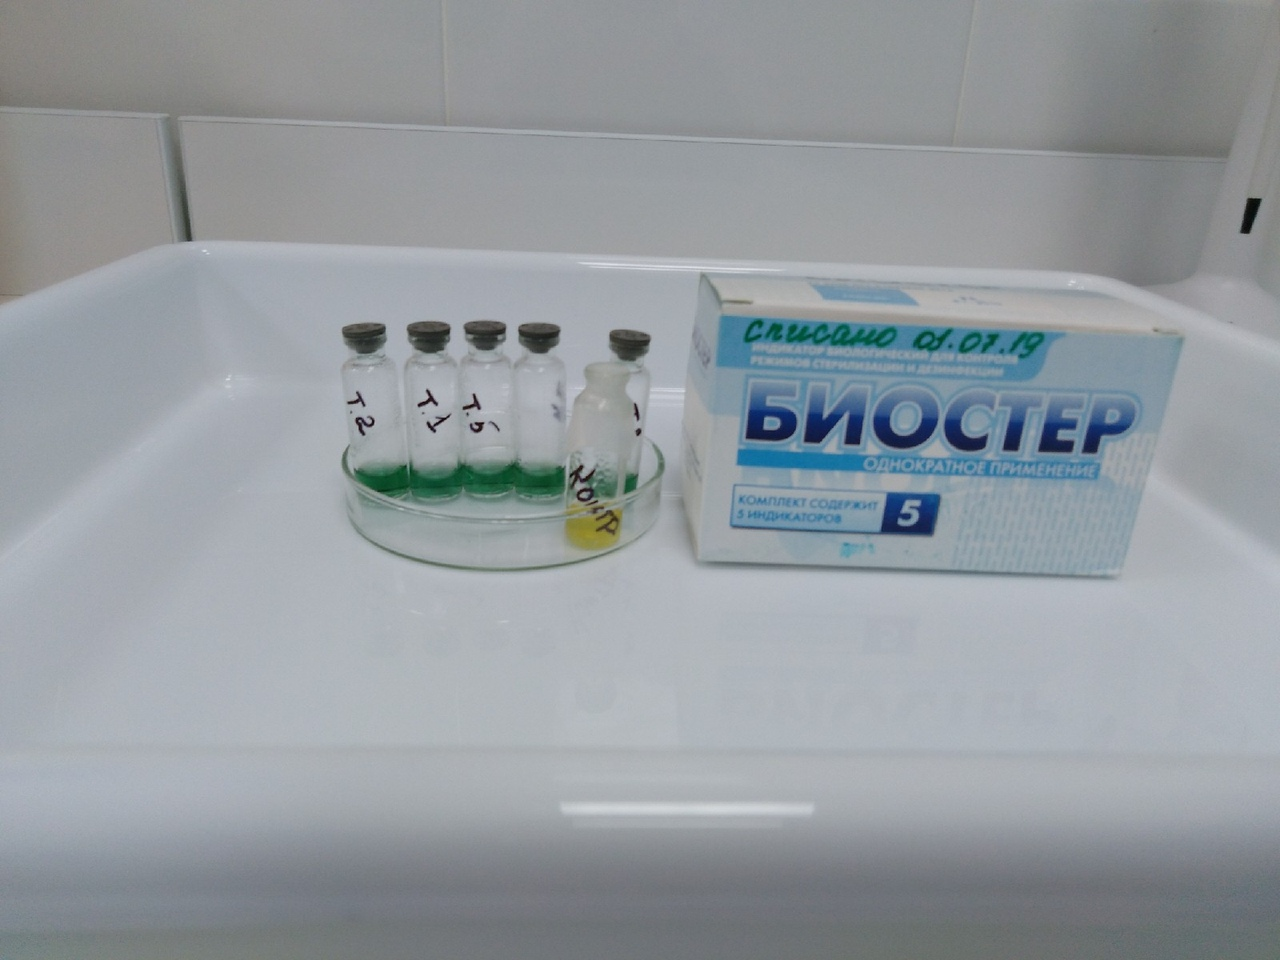 Т.2
Т.1
Т.5
Списано 01.07.19
ИНДИКАТОР БИОЛОГИЧЕСКИЙ ДЛЯ КОНТРОЛЯ
РЕЖИМОВ СТЕРИЛИЗАЦИИ И ДЕЗИНФЕКЦИИ
БИОСТЕР
ОДНОКРАТНОЕ ПРИМЕНЕНИЕ
КОМПЛЕКТ СОДЕРЖИТ
5 ИНДИКАТОРОВ
5